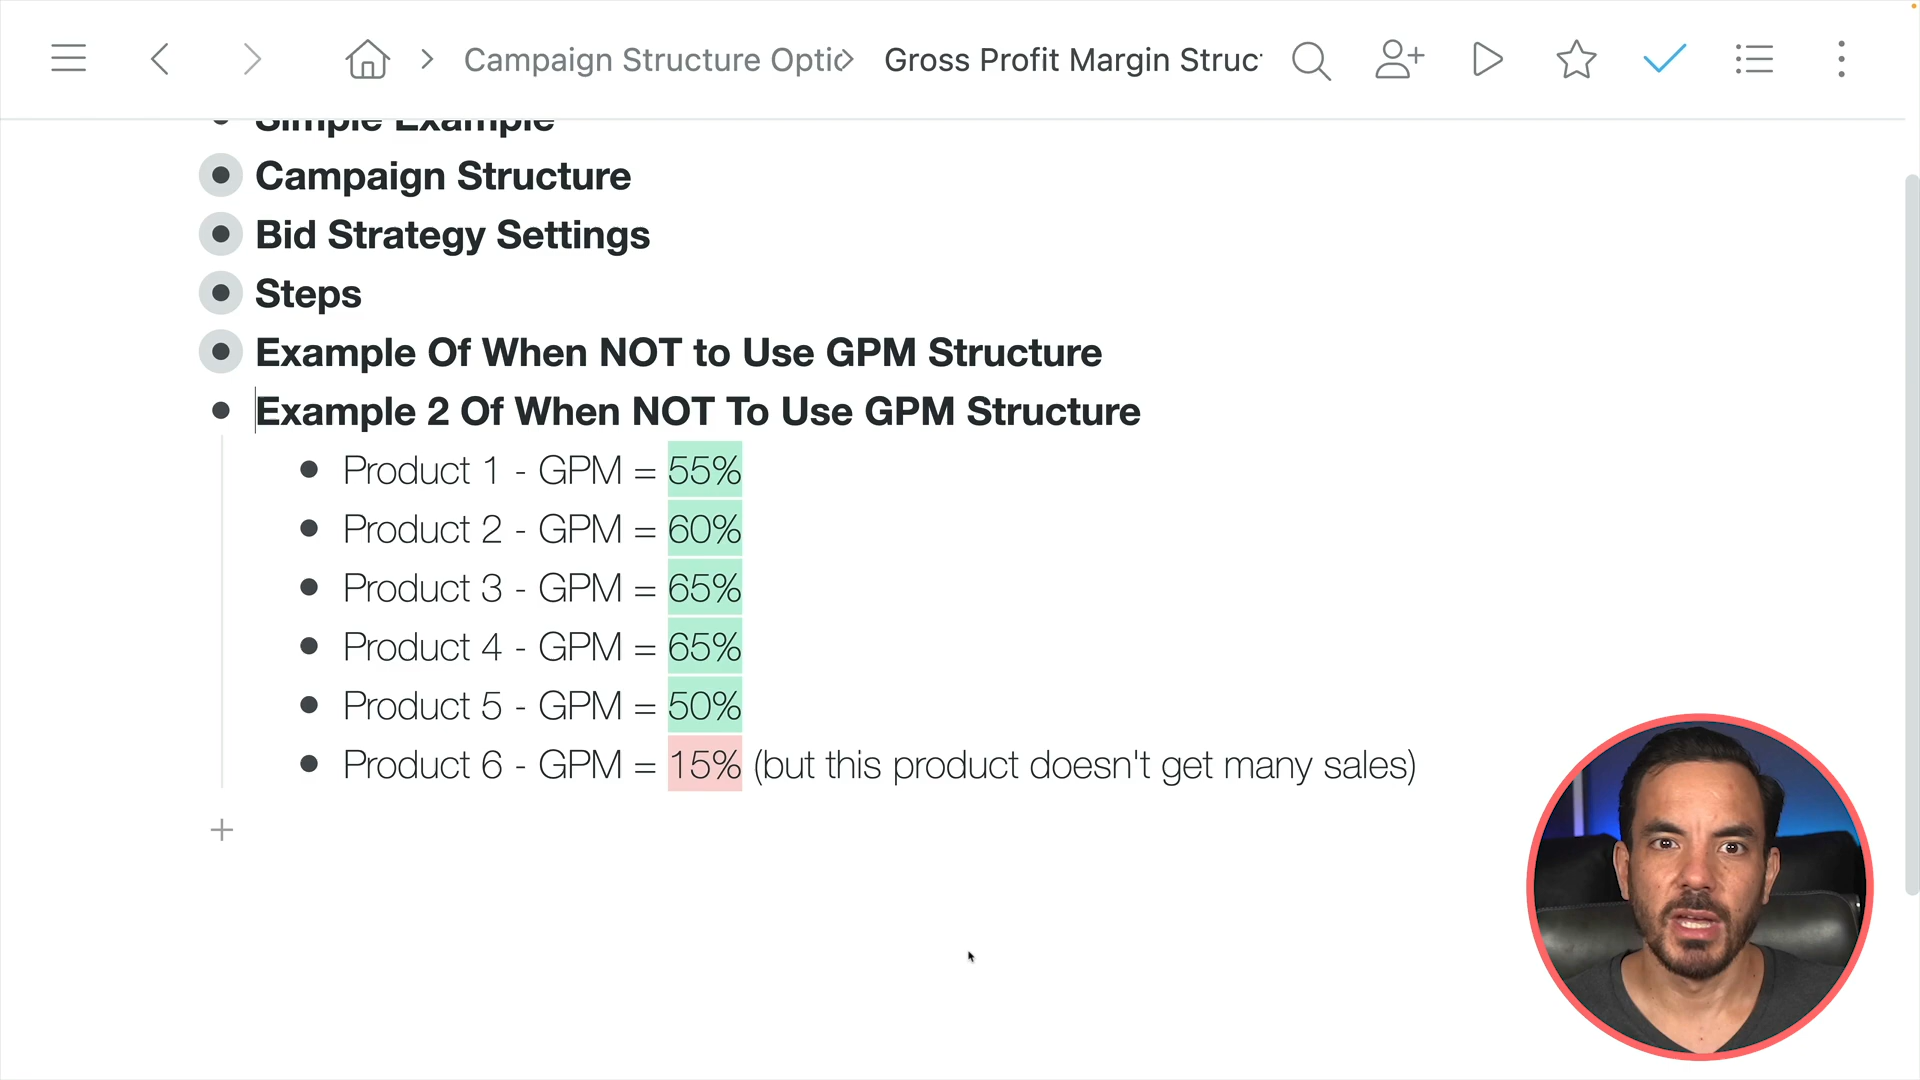 Campaign Structure Optic
Gross Profit Margin Struc
Simple Example
Campaign Structure
Bid Strategy Settings
Steps
Example Of When NOT to Use GPM Structure
Example 2 Of When NOT To Use GPM Structure
Product 1 - GPM = 55%
Product 2 - GPM = 60%
Product 3 - GPM = 65%
Product 4 - GPM = 65%
Product 5 - GPM = 50%
Product 6 - GPM = 15% (but this product doesn't get many sales)